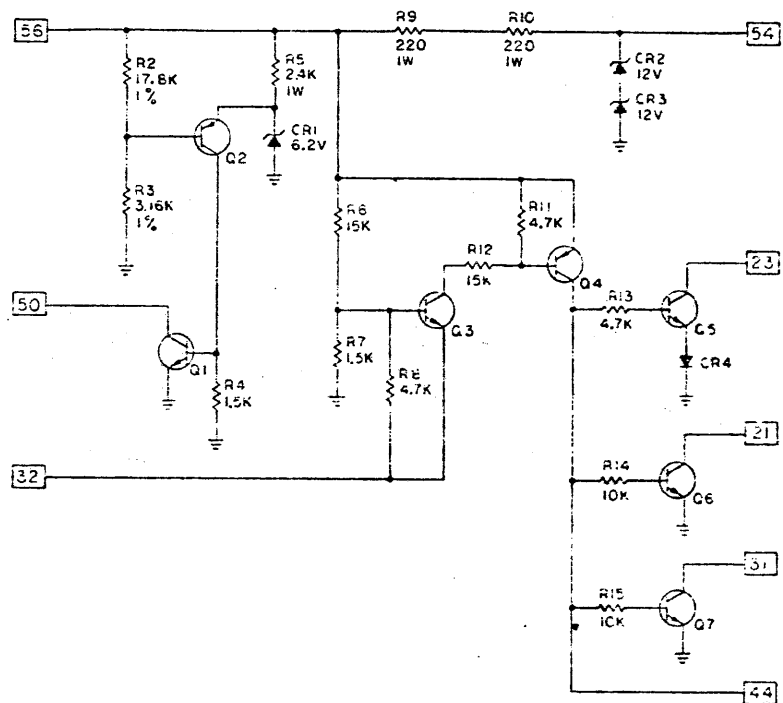 56
R9
220
1W
R10
220
1W
54
R2
17.8K
1%
R5
2.4K
1W
CR2
12V
CR3
12V
Q2
CR1
6.2V
R3
3.16K
1%
R6
15K
R11
4.7K
R12
15K
Q4
23
50
Q3
R13
4.7K
Q5
R7
1.5K
R8
4.7K
CR4
Q1
R4
1.5K
21
32
R14
10K
Q6
31
R15
10K
Q7
44